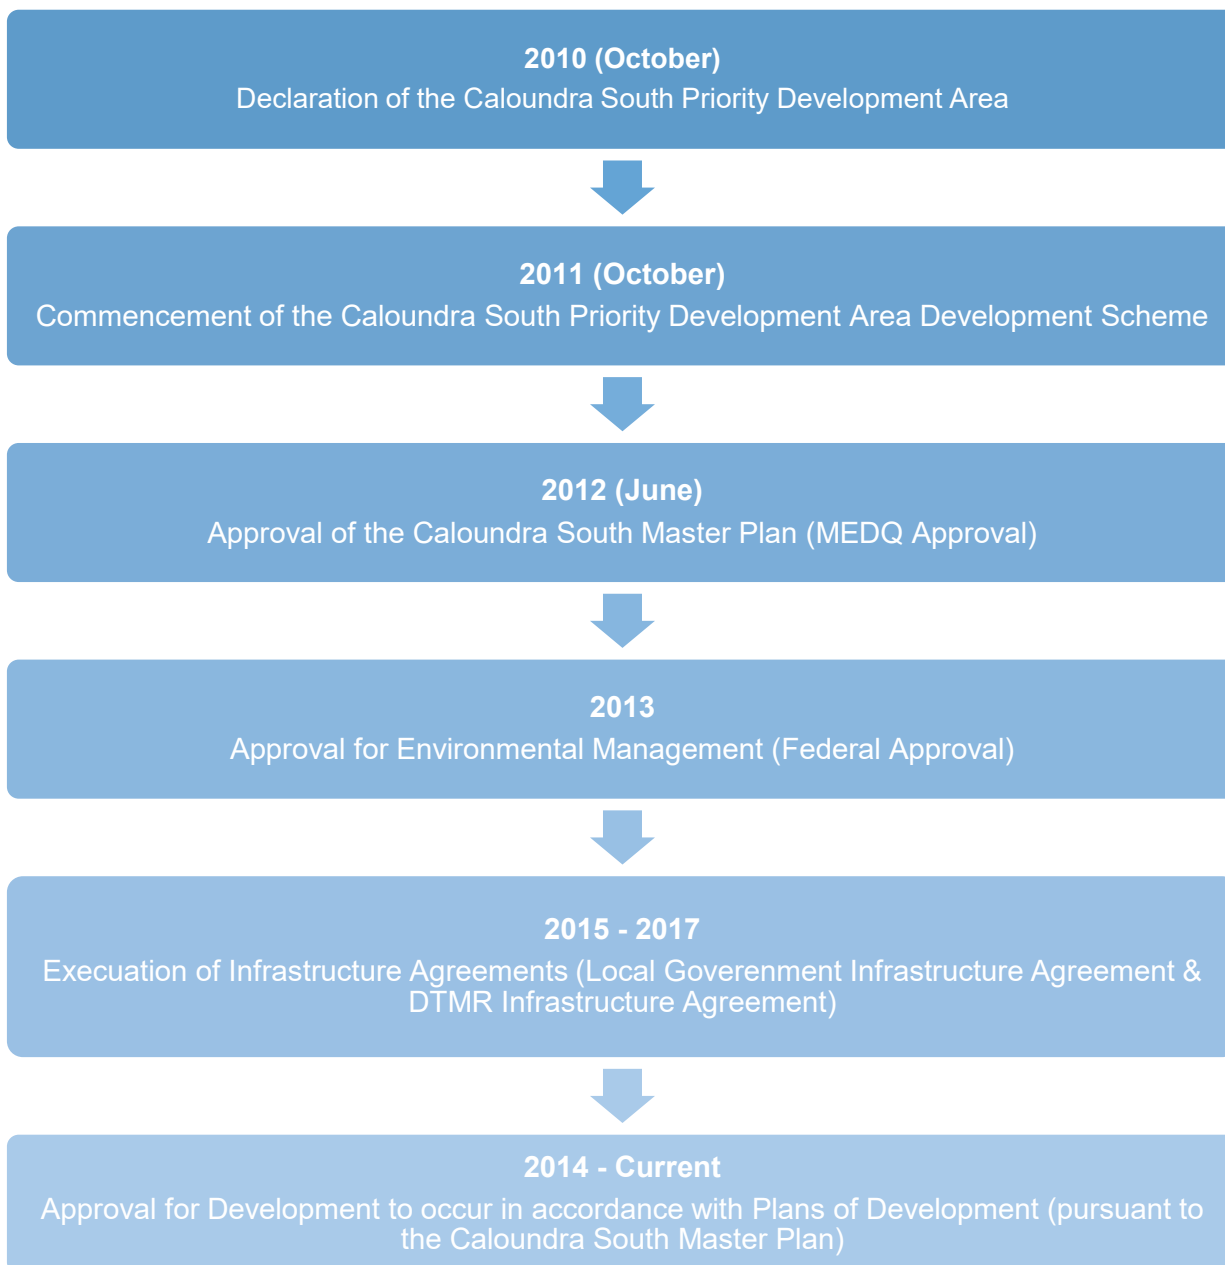 2010 (October)
Declaration of the Caloundra South Priority Development Area
2011 (October)
Commencement of the Caloundra South Priority Development Area Development Scheme
2012 (June)
Approval of the Caloundra South Master Plan (MEDQ Approval)
2013
Approval for Environmental Management (Federal Approval)
2015 - 2017
Execuation of Infrastructure Agreements (Local Goverenment Infrastructure Agreement &
DTMR Infrastructure Agreement)
2014 - Current
Approval for Development to occur in accordance with Plans of Development (pursuant to
the Caloundra South Master Plan)